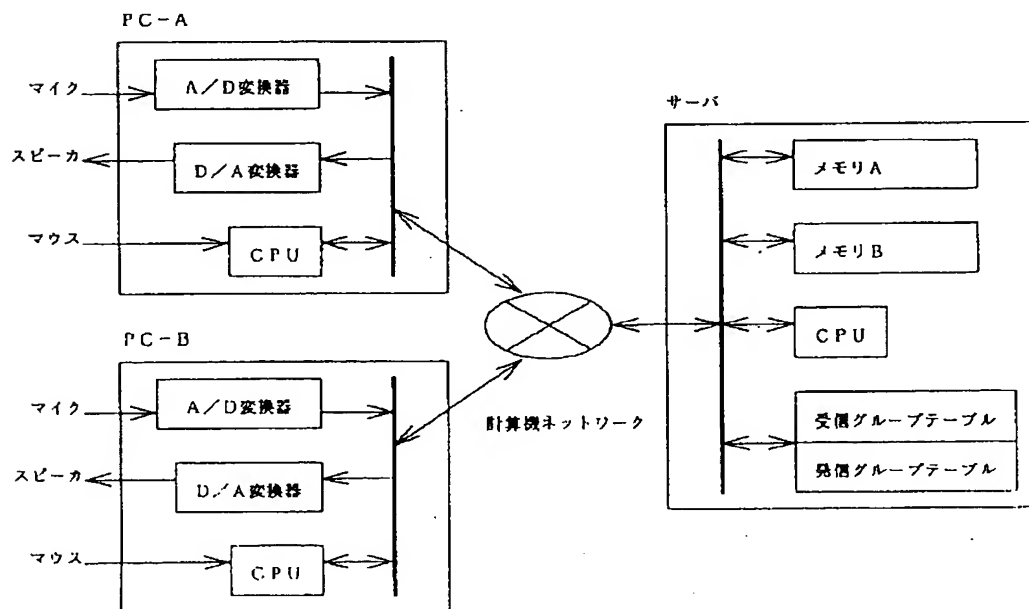 PC-A
マイク
A/D変換器
スピーカ
D/A変換器
マウス
CPU
PC-B
マイク
A/D変換器
スピーカ
D/A変換器
マウス
CPU
計算機ネットワーク
サーバ
メモリA
メモリB
CPU
受信グループテーブル
発信グループテーブル